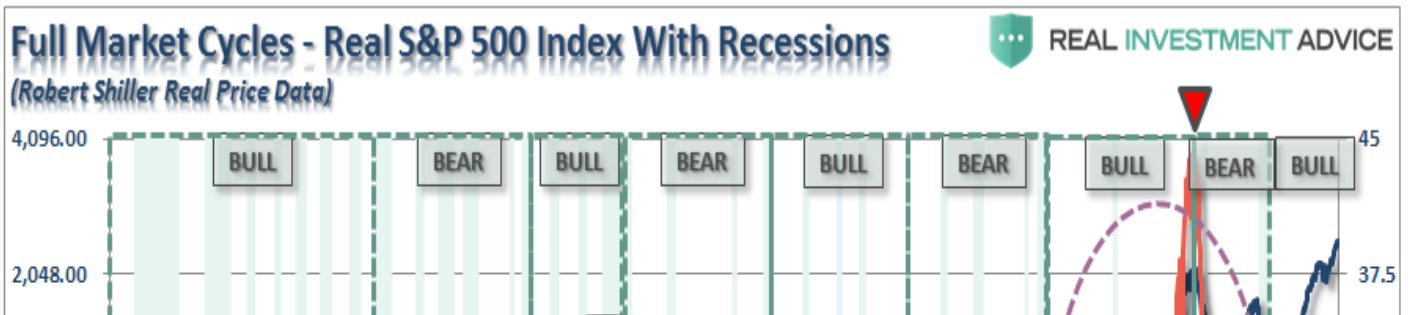 Full Market Cycles - Real S&P 500 Index With Recessions
REAL INVESTMENT ADVICE
(Robert Shiller Real Price Data)
4,096.00
45
BULL
BEAR
BULL
BEAR
BULL
BEAR
BULL
BEAR
BULL
2,048.00
37.5